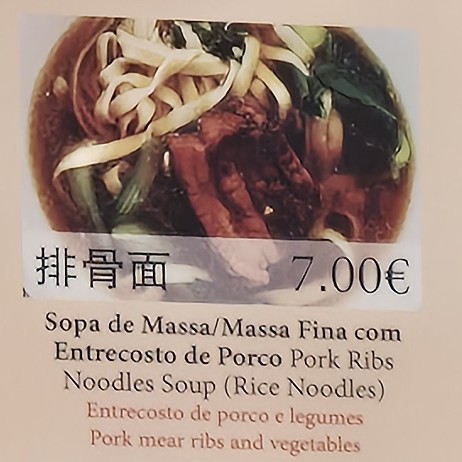 排骨面 7.00€
Sopa de Massa/Massa Fina com
Entrecosto de Porco Pork Ribs
Noodles Soup (Rice Noodles)
Entrecosto de porco e legumes
Pork mear ribs and vegetables